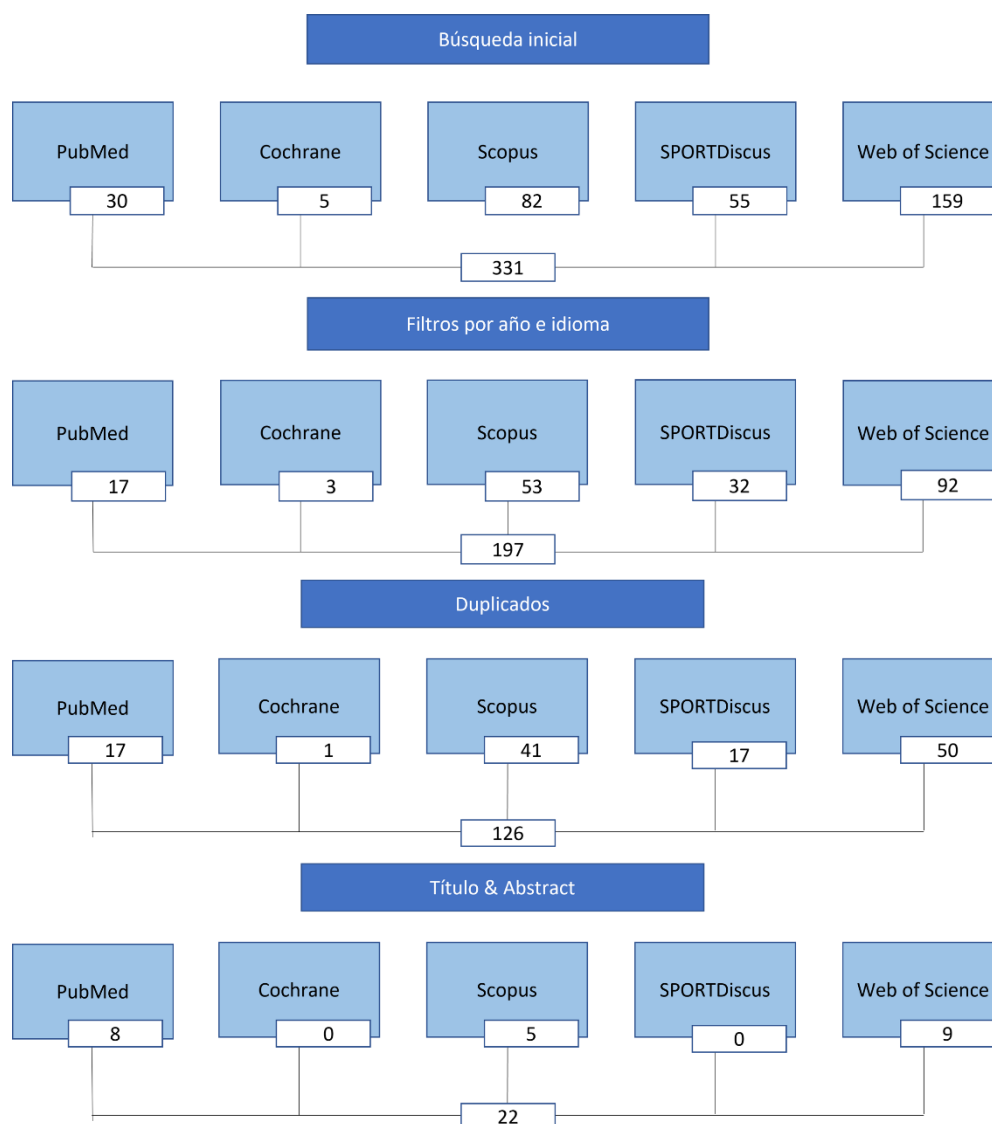 Búsqueda inicial
PubMed
Cochrane
Scopus
SPORTDiscus
Web of Science
30
5
82
55
159
331
Filtros por año e idioma
PubMed
Cochrane
Scopus
SPORTDiscus
Web of Science
17
3
53
32
92
197
Duplicados
PubMed
Cochrane
Scopus
SPORTDiscus
Web of Science
17
1
41
17
50
126
Título & Abstract
PubMed
Cochrane
Scopus
SPORTDiscus
Web of Science
8
0
5
0
9
22